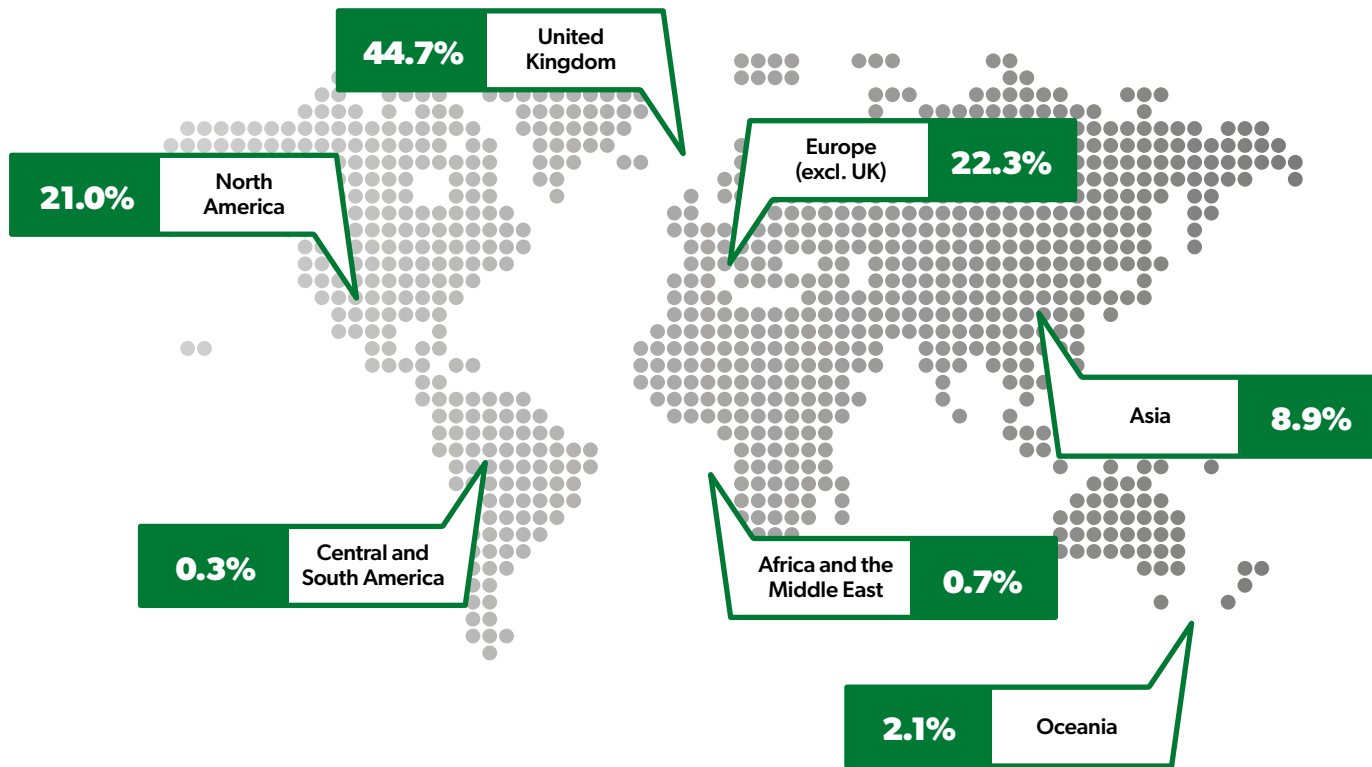 44.7%
United
Kingdom
Europe
(excl. UK)
22.3%
21.0%
North
America
Asia
8.9%
0.3%
Central and
South America
Africa and the
Middle East
0.7%
2.1%
Oceania